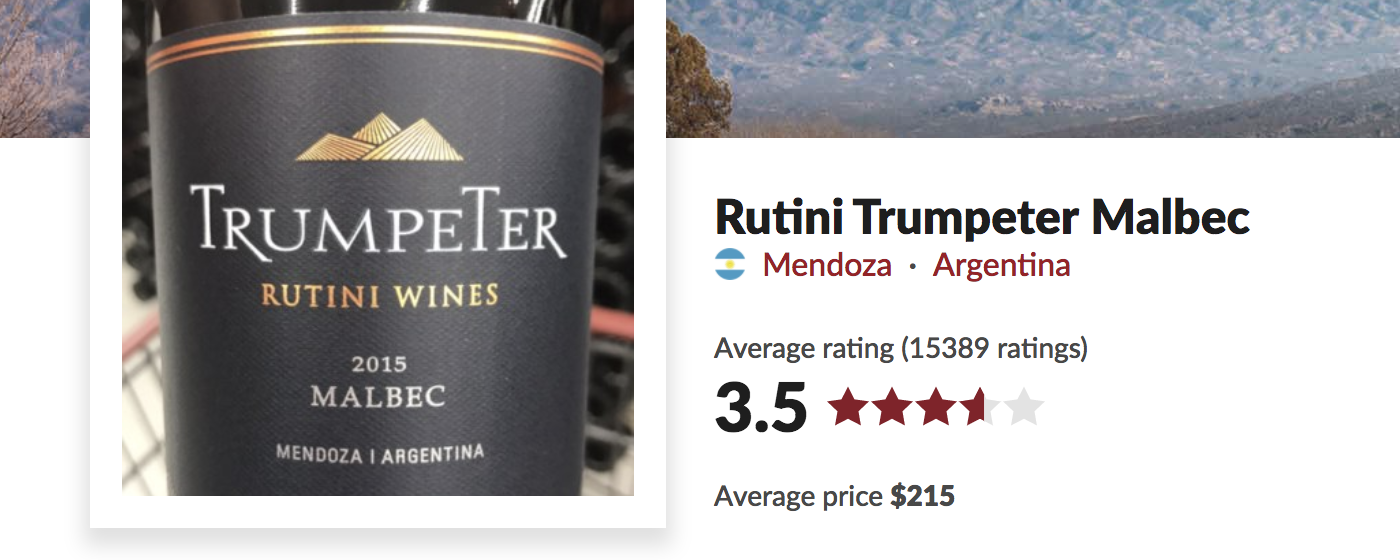 TRUMPETER
RUTINI WINES
2015
MALBEC
MENDOZA | ARGENTINA
Rutini Trumpeter Malbec
Mendoza · Argentina
Average rating (15389 ratings)
3.5
Average price $215